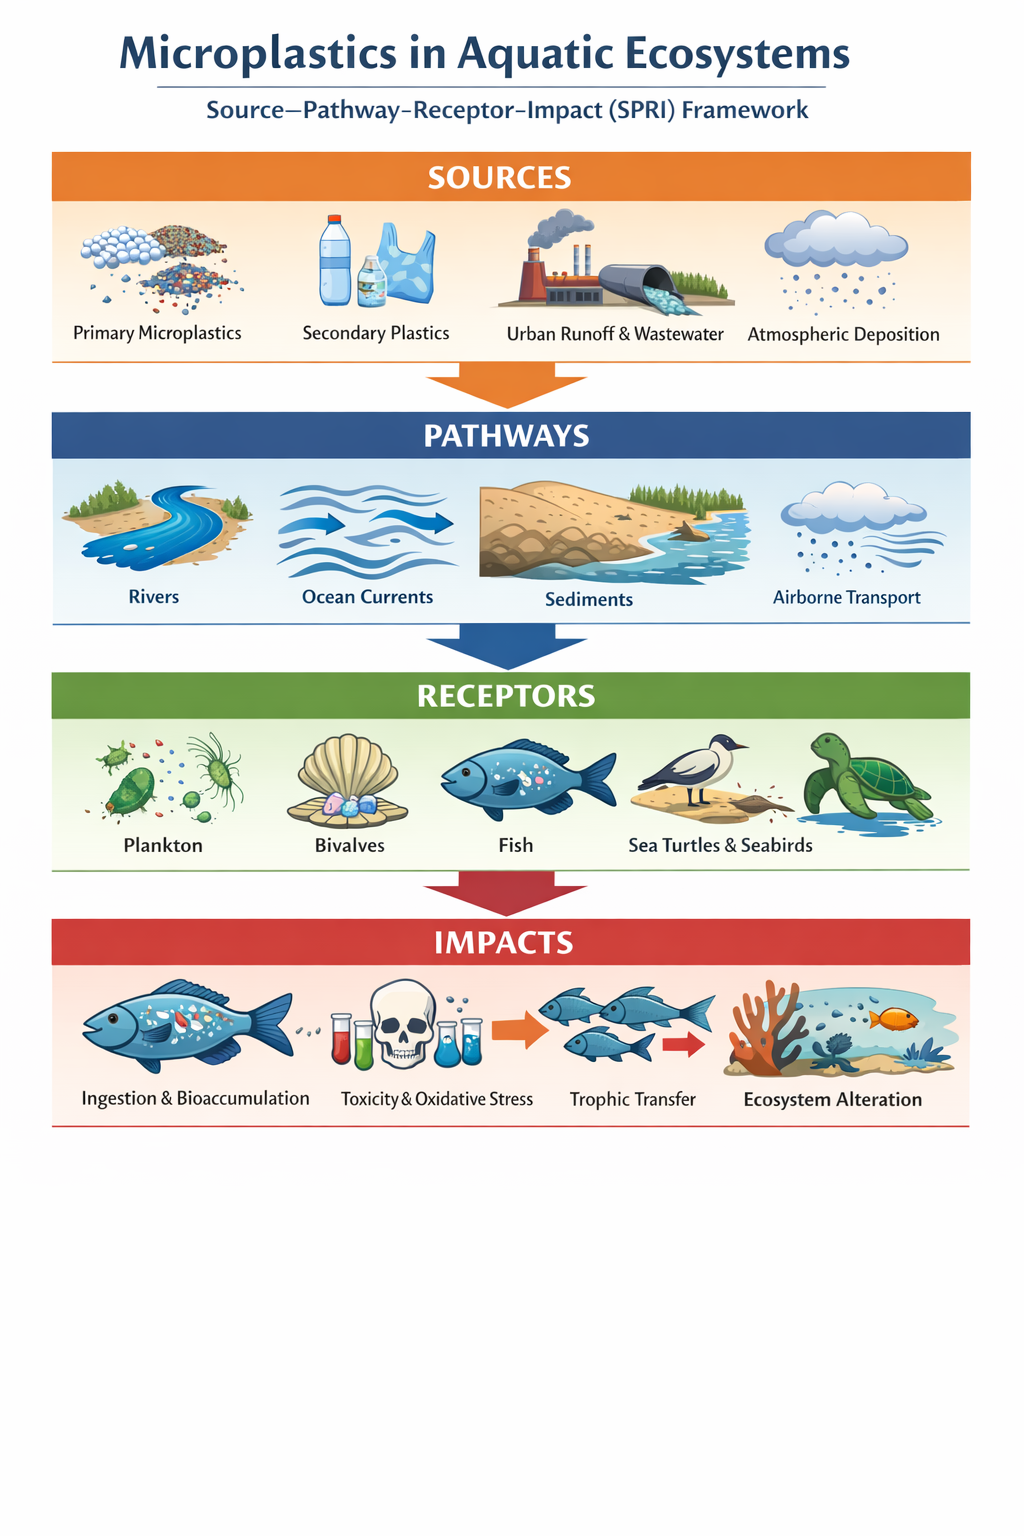 Microplastics in Aquatic Ecosystems
Source—Pathway-Receptor-Impact (SPRI) Framework
SOURCES
Primary Microplastics
Secondary Plastics
Urban Runoff & Wastewater
Atmospheric Deposition
PATHWAYS
Rivers
Ocean Currents
Sediments
Airborne Transport
RECEPTORS
Plankton
Bivalves
Fish
Sea Turtles & Seabirds
IMPACTS
Ingestion & Bioaccumulation
Toxicity & Oxidative Stress
Trophic Transfer
Ecosystem Alteration